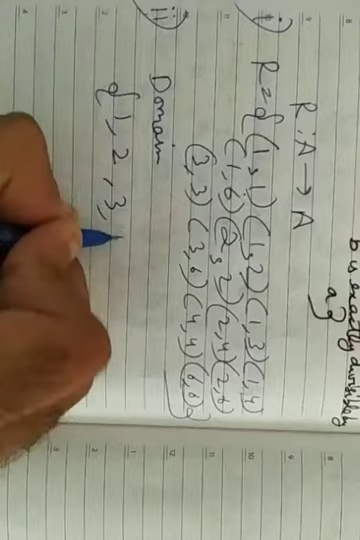 b is exactly divisible by
a}
R: A → A
i) R = {(1,1)(1,2)(1,3)(1,4)
(1,6)(2,2)(2,4)(2,6)
(3,3)(3,6)(4,4)(6,6)}
ii) Domain
{1, 2, 3,